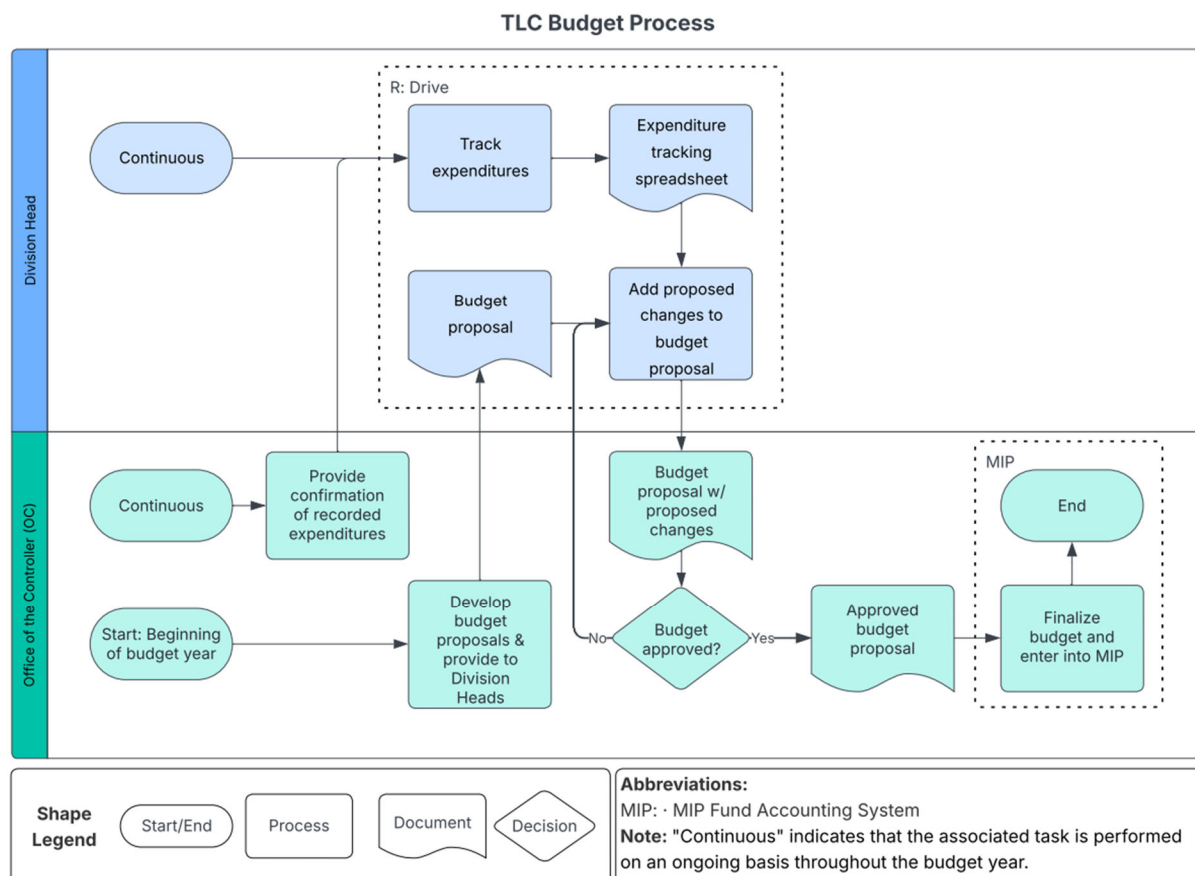 TLC Budget Process
Division Head
R: Drive
Continuous
Track
expenditures
Expenditure
tracking
spreadsheet
Budget
proposal
Add proposed
changes to
budget
proposal
Office of the Controller (OC)
Continuous
Provide
confirmation
of recorded
expenditures
Budget
proposal w/
proposed
changes
MIP
End
Start: Beginning
of budget year
Develop
budget
proposals &
provide to
Division
Heads
No
Budget
approved?
Yes
Approved
budget
proposal
Finalize
budget and
enter into MIP
Shape
Legend
Start/End
Process
Document
Decision
Abbreviations:
MIP: · MIP Fund Accounting System
Note: "Continuous" indicates that the associated task is performed
on an ongoing basis throughout the budget year.